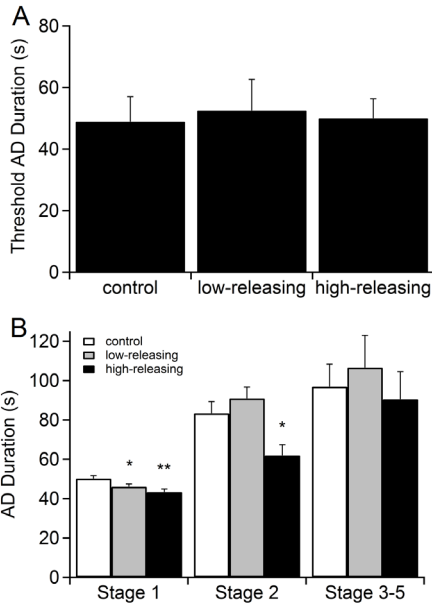 A
Threshold AD Duration (s)
80
60
40
20
0
control low-releasing high-releasing
B
AD Duration (s)
120
100
80
60
40
20
0
control
low-releasing
high-releasing
* ** *
Stage 1 Stage 2 Stage 3-5